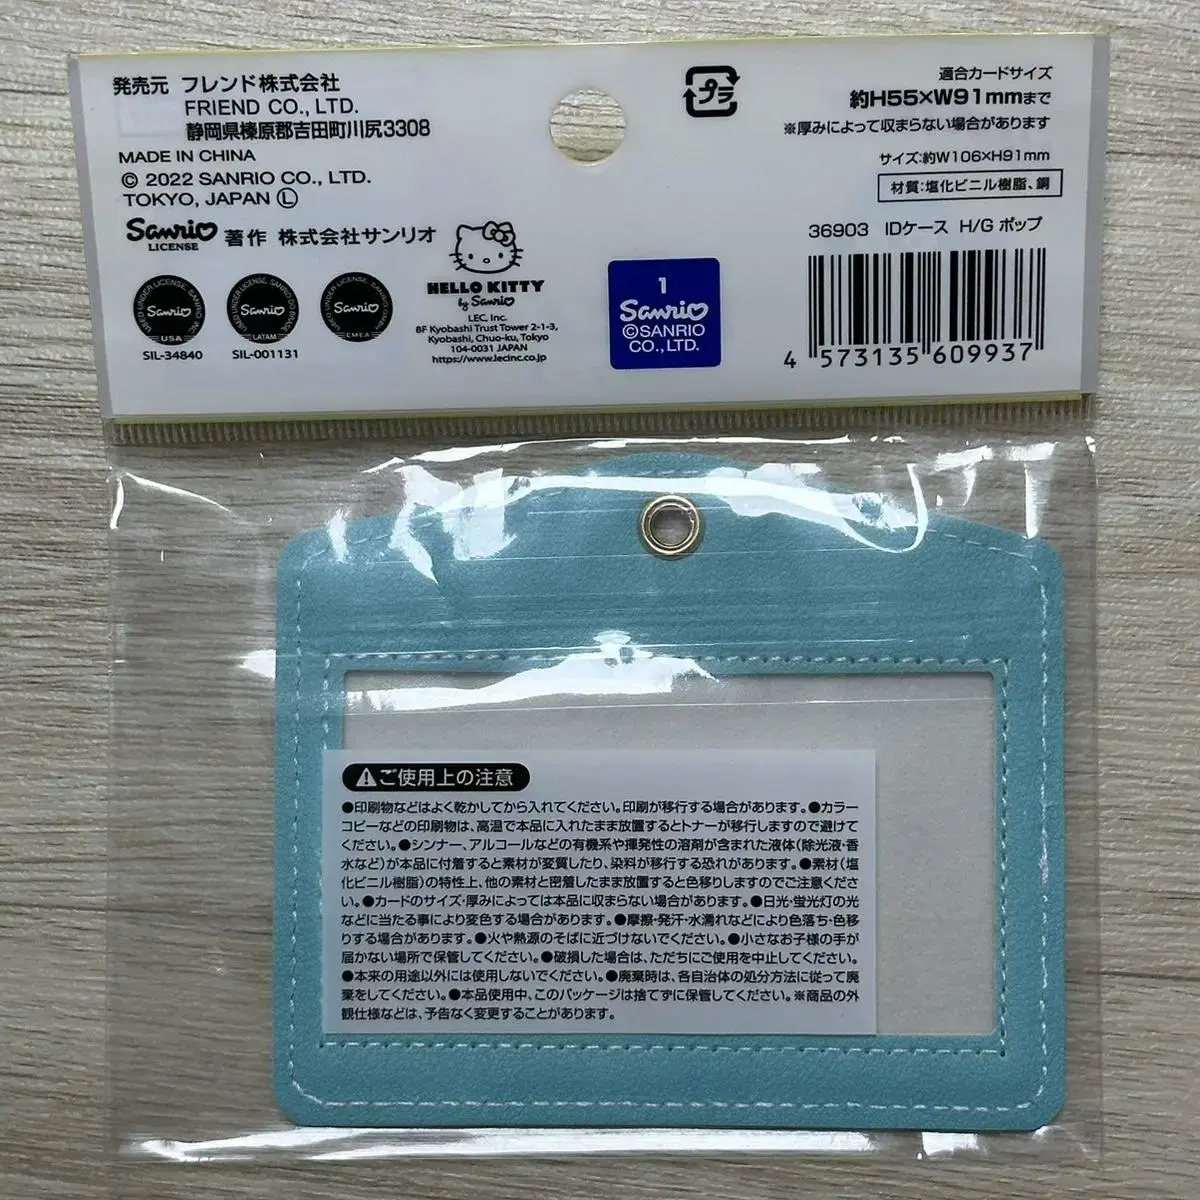 発売元 フレンド株式会社
FRIEND CO., LTD.
静岡県榛原郡吉田町川尻3308
MADE IN CHINA
© 2022 SANRIO CO., LTD.
TOKYO, JAPAN Ⓛ
Sanrio
LICENSE
著作 株式会社サンリオ
USED UNDER LICENSE, SANRIO, INC.
Sanrio
USA
SIL-34840
Sanrio
LATAM
SIL-001131
Sanrio
EMEA
HELLO KITTY
by Sanrio
LEC, Inc.
8F Kyobashi Trust Tower 2-1-3,
Kyobashi, Chuo-ku, Tokyo
104-0031 JAPAN
https://www.lecinc.co.jp
1
Sanrio
©SANRIO
CO., LTD.
プラ
適合カードサイズ
約H55×W91mmまで
※厚みによって収まらない場合があります
サイズ:約W106×H91mm
材質:塩化ビニル樹脂、銅
36903 IDケース H/G ポップ
4 573135 609937
⚠ご使用上の注意
●印刷物などはよく乾かしてから入れてください。印刷が移行する場合があります。●カラー
コピーなどの印刷物は、高温で本品に入れたまま放置するとトナーが移行しますので避けて
ください。●シンナー、アルコールなどの有機系や揮発性の溶剤が含まれた液体(除光液・香
水など)が本品に付着すると素材が変質したり、染料が移行する恐れがあります。●素材(塩
化ビニル樹脂)の特性上、他の素材と密着したまま放置すると色移りしますのでご注意くださ
い。●カードのサイズ・厚みによっては本品に収まらない場合があります。●日光・蛍光灯の光
などに当たる事により変色する場合があります。●摩擦・発汗・水濡れなどにより色落ち・色移
りする場合があります。●火や熱源のそばに近づけないでください。●小さなお子様の手が
届かない場所で保管してください。●破損した場合は、ただちにご使用を中止してください。
●本来の用途以外には使用しないでください。●廃棄時は、各自治体の処分方法に従って廃
棄をしてください。●本品使用中、このパッケージは捨てずに保管してください。※商品の外
観仕様などは、予告なく変更することがあります。